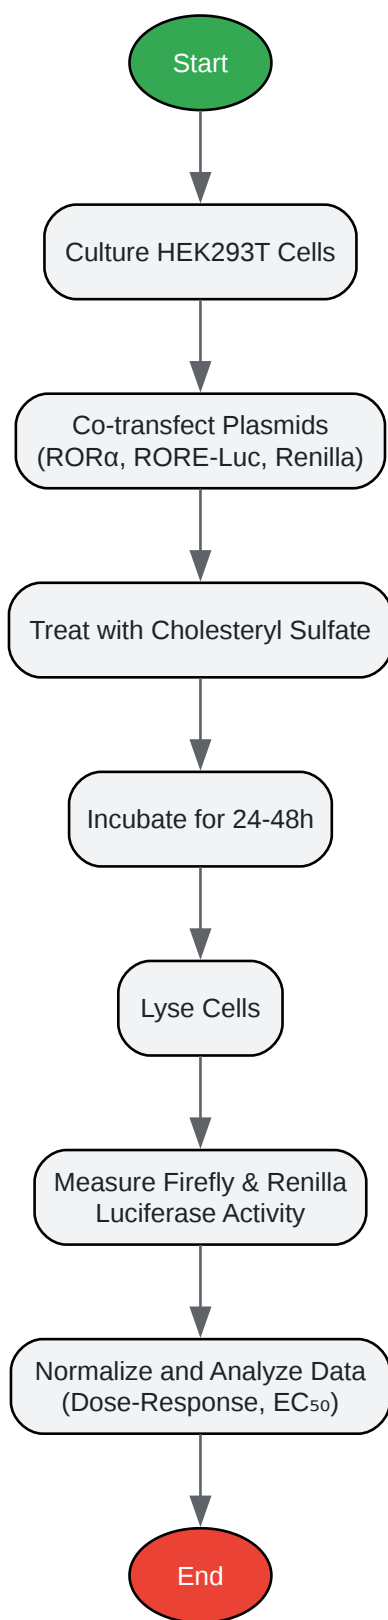 Start
Culture HEK293T Cells
Co-transfect Plasmids
(RORα, RORE-Luc, Renilla)
Treat with Cholesteryl Sulfate
Incubate for 24-48h
Lyse Cells
Measure Firefly & Renilla
Luciferase Activity
Normalize and Analyze Data
(Dose-Response, EC₅₀)
End